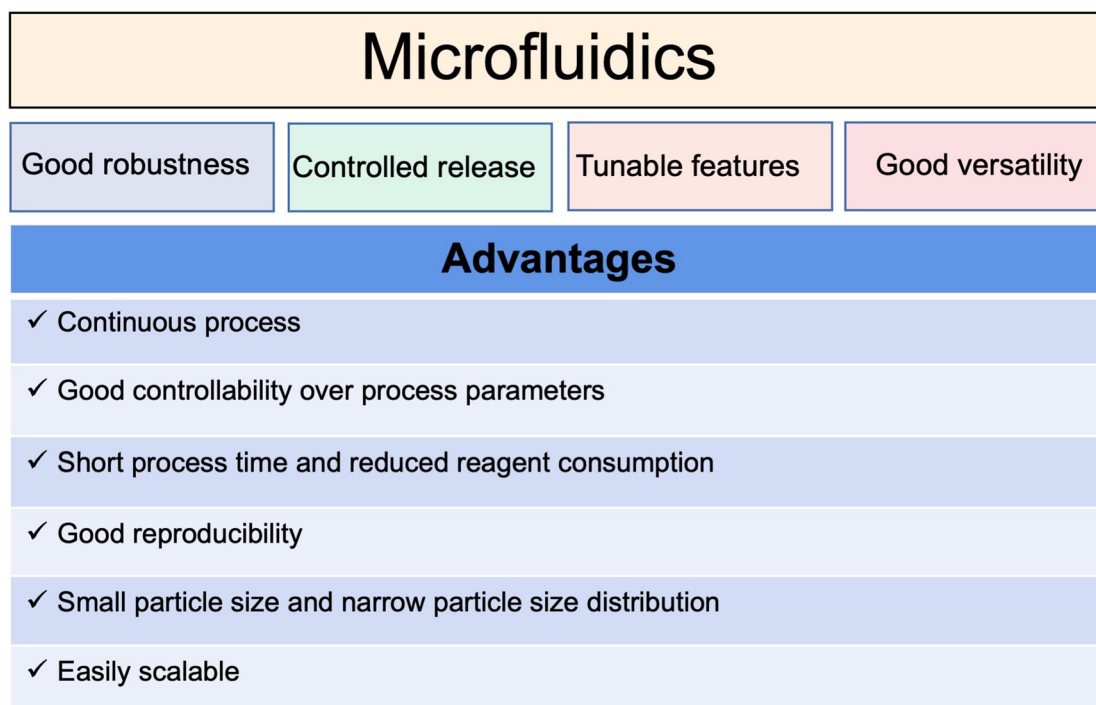 Microfluidics
Good robustness
Controlled release
Tunable features
Good versatility
Advantages
✓ Continuous process
✓ Good controllability over process parameters
✓ Short process time and reduced reagent consumption
✓ Good reproducibility
✓ Small particle size and narrow particle size distribution
✓ Easily scalable